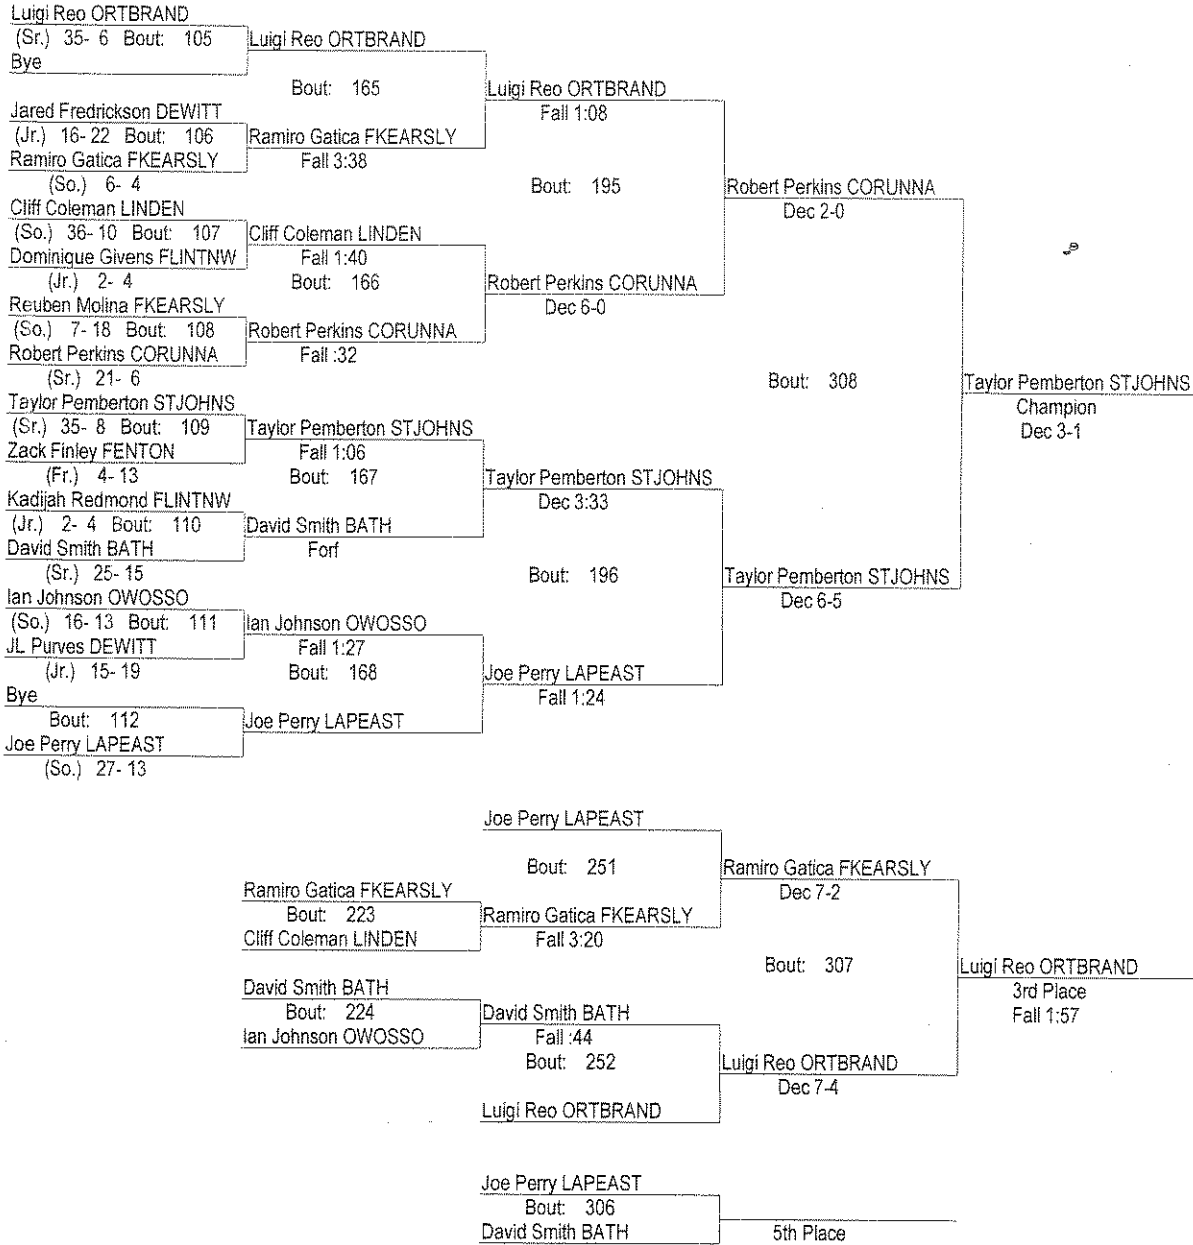 Luigi Reo ORTBRAND
(Sr.) 35- 6 Bout: 105
Bye
Luigi Reo ORTBRAND
Bout: 165
Jared Fredrickson DEWITT
(Jr.) 16- 22 Bout: 106
Ramiro Gatica FKEARSLY
(So.) 6- 4
Ramiro Gatica FKEARSLY
Fall 3:38
Luigi Reo ORTBRAND
Fall 1:08
Bout: 195
Cliff Coleman LINDEN
(So.) 36- 10 Bout: 107
Dominique Givens FLINTNW
(Jr.) 2- 4
Cliff Coleman LINDEN
Fall 1:40
Bout: 166
Reuben Molina FKEARSLY
(So.) 7- 18 Bout: 108
Robert Perkins CORUNNA
(Sr.) 21- 6
Robert Perkins CORUNNA
Fall :32
Robert Perkins CORUNNA
Dec 6-0
Robert Perkins CORUNNA
Dec 2-0
Bout: 308
Taylor Pemberton STJOHNS
Champion
Dec 3-1
Taylor Pemberton STJOHNS
(Sr.) 35- 8 Bout: 109
Zack Finley FENTON
(Fr.) 4- 13
Taylor Pemberton STJOHNS
Fall 1:06
Bout: 167
Kadijah Redmond FLINTNW
(Jr.) 2- 4 Bout: 110
David Smith BATH
(Sr.) 25- 15
David Smith BATH
Forf
Taylor Pemberton STJOHNS
Dec 3:33
Bout: 196
Taylor Pemberton STJOHNS
Dec 6-5
Ian Johnson OWOSSO
(So.) 16- 13 Bout: 111
JL Purves DEWITT
(Jr.) 15- 19
Ian Johnson OWOSSO
Fall 1:27
Bout: 168
Bye
Bout: 112
Joe Perry LAPEAST
(So.) 27- 13
Joe Perry LAPEAST
Joe Perry LAPEAST
Fall 1:24
Joe Perry LAPEAST
Bout: 251
Ramiro Gatica FKEARSLY
Bout: 223
Cliff Coleman LINDEN
Ramiro Gatica FKEARSLY
Fall 3:20
Ramiro Gatica FKEARSLY
Dec 7-2
Bout: 307
Luigi Reo ORTBRAND
3rd Place
Fall 1:57
David Smith BATH
Bout: 224
Ian Johnson OWOSSO
David Smith BATH
Fall :44
Bout: 252
Luigi Reo ORTBRAND
Luigi Reo ORTBRAND
Dec 7-4
Joe Perry LAPEAST
Bout: 306
David Smith BATH
5th Place